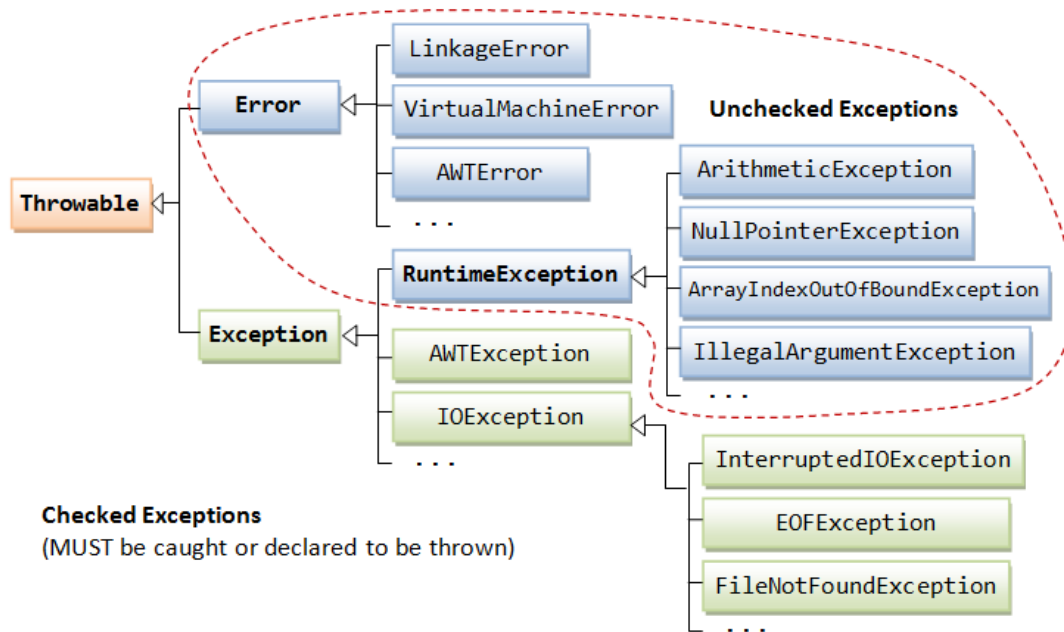 LinkageError
Error
VirtualMachineError
Unchecked Exceptions
AWTError
ArithmeticException
Throwable
...
NullPointerException
RuntimeException
ArrayIndexOutOfBoundException
Exception
AWTException
IllegalArgumentException
...
IOException
...
InterruptedIOException
Checked Exceptions
(MUST be caught or declared to be thrown)
EOFException
FileNotFoundException
...